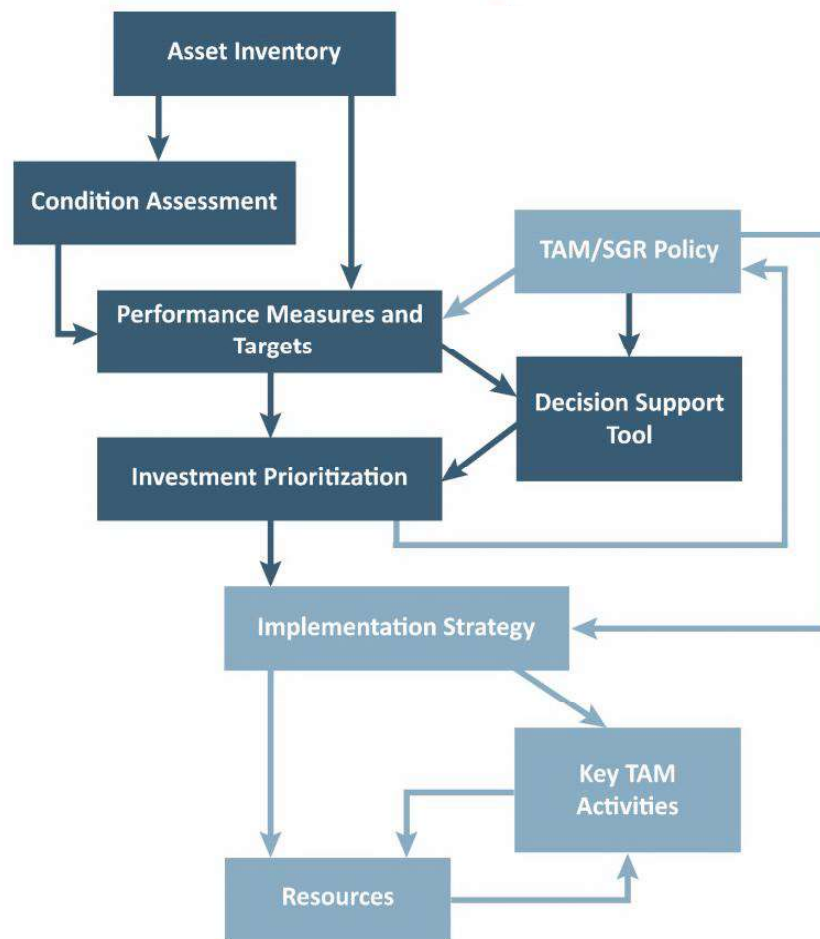 Asset Inventory
Condition Assessment
TAM/SGR Policy
Performance Measures and
Targets
Decision Support
Tool
Investment Prioritization
Implementation Strategy
Key TAM
Activities
Resources